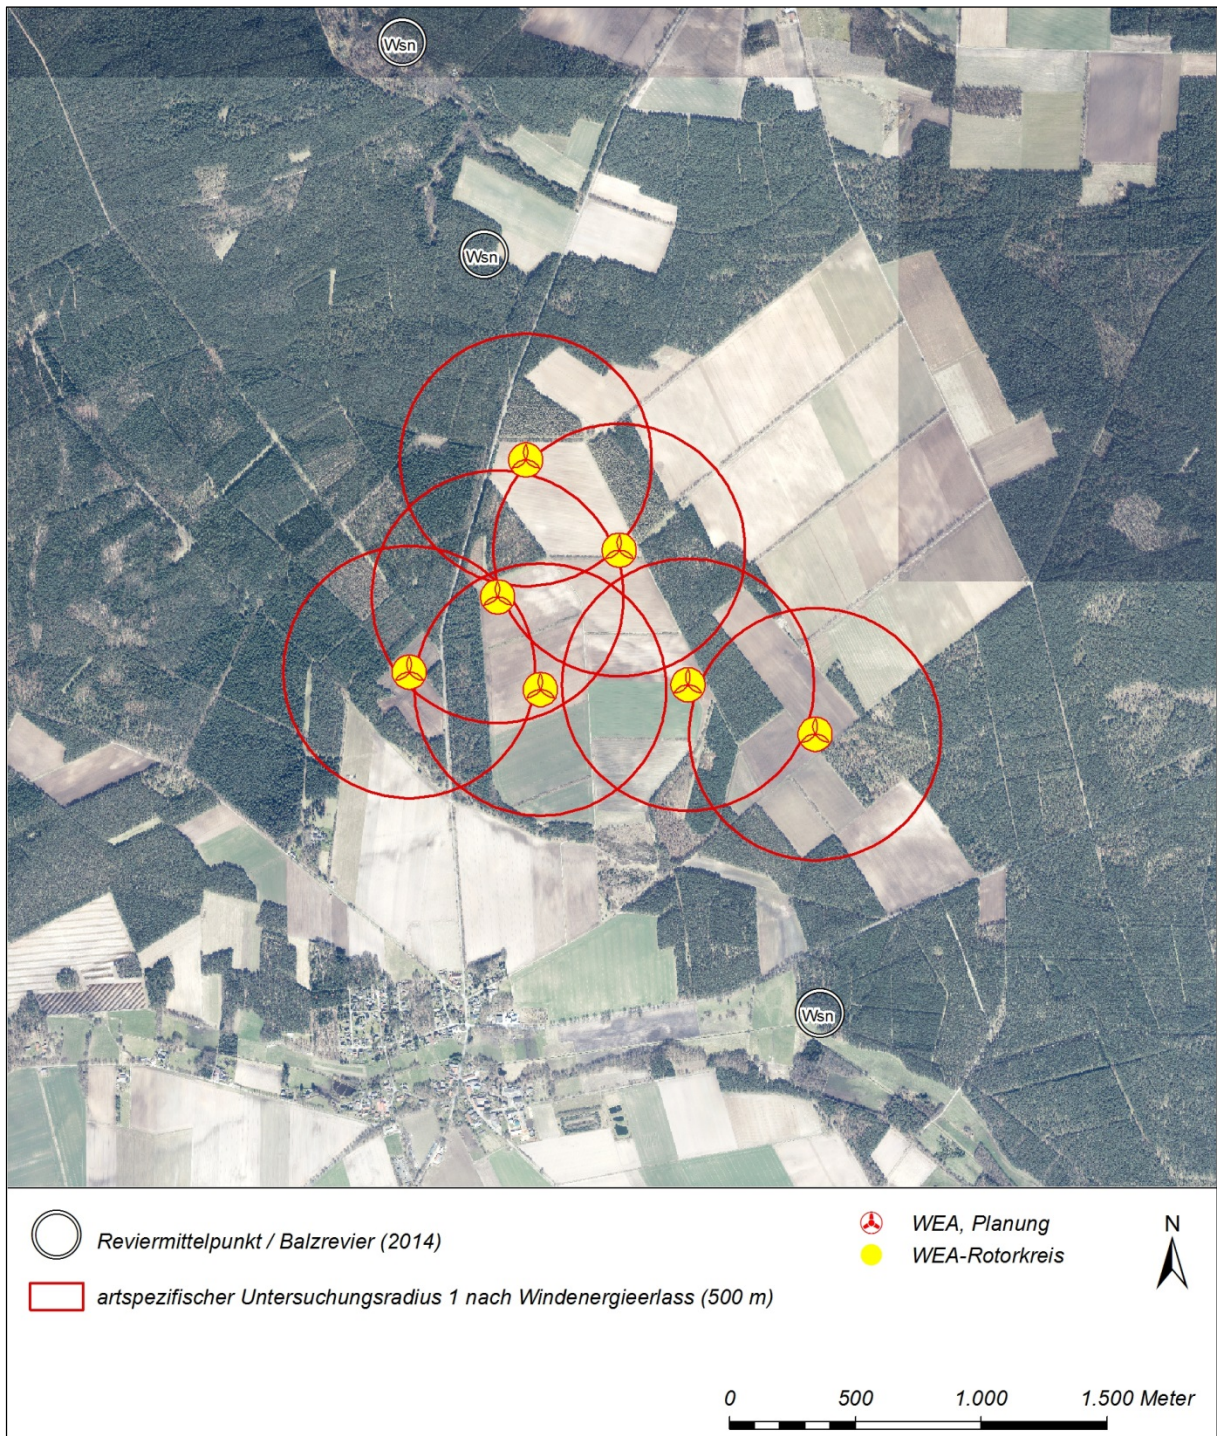 Wsn
Wsn
Wsn
Reviermittelpunkt / Balzrevier (2014)
artspezifischer Untersuchungsradius 1 nach Windenergieerlass (500 m)
WEA, Planung
WEA-Rotorkreis
N
0 500 1.000 1.500 Meter